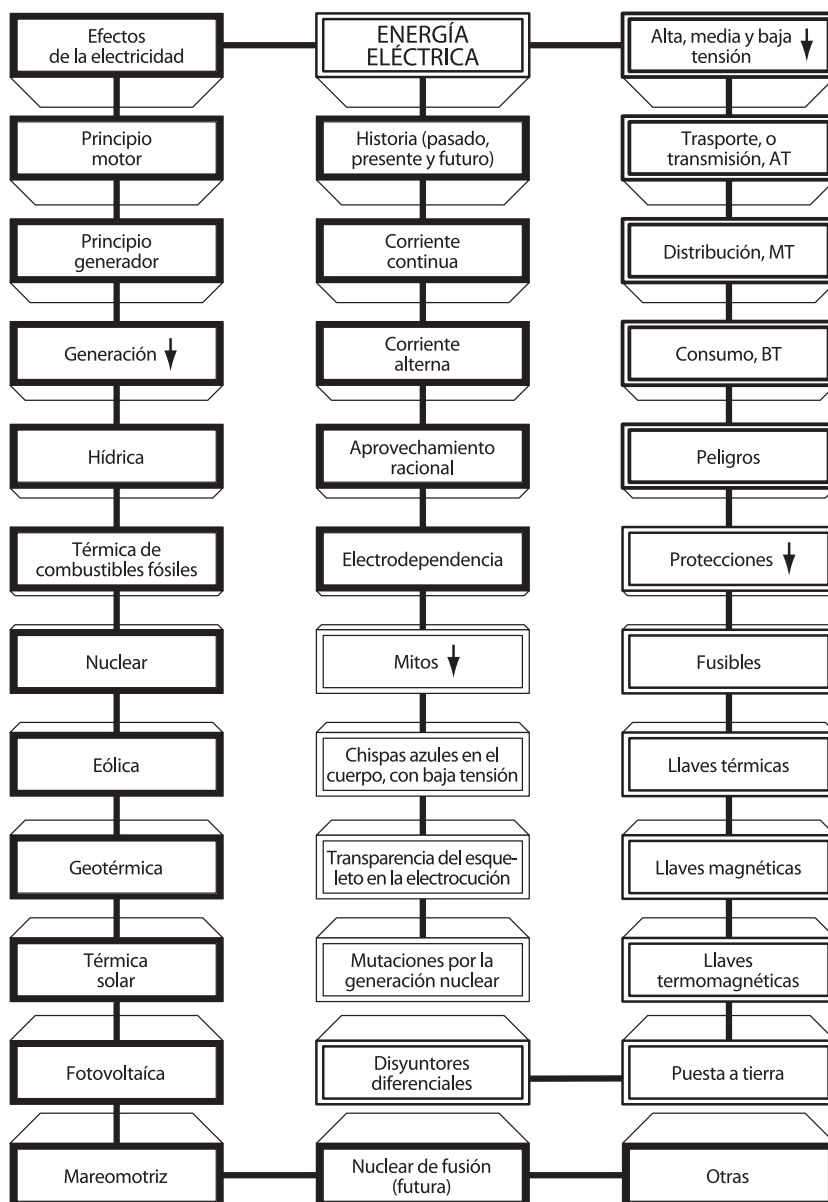 Efectos
de la electricidad
ENERGÍA
ELÉCTRICA
Alta, media y baja
tensión
Principio
motor
Historia (pasado,
presente y futuro)
Trasporte, o
transmisión, AT
Principio
generador
Corriente
continua
Distribución, MT
Generación
Corriente
alterna
Consumo, BT
Hídrica
Aprovechamiento
racional
Peligros
Térmica de
combustibles fósiles
Electrodependencia
Protecciones
Nuclear
Mitos
Fusibles
Eólica
Chispas azules en el
cuerpo, con baja tensión
Llaves térmicas
Geotérmica
Transparencia del esque-
leto en la electrocución
Llaves magnéticas
Térmica
solar
Mutaciones por la
generación nuclear
Llaves
termomagnéticas
Fotovoltaíca
Disyuntores
diferenciales
Puesta a tierra
Mareomotriz
Nuclear de fusión
(futura)
Otras